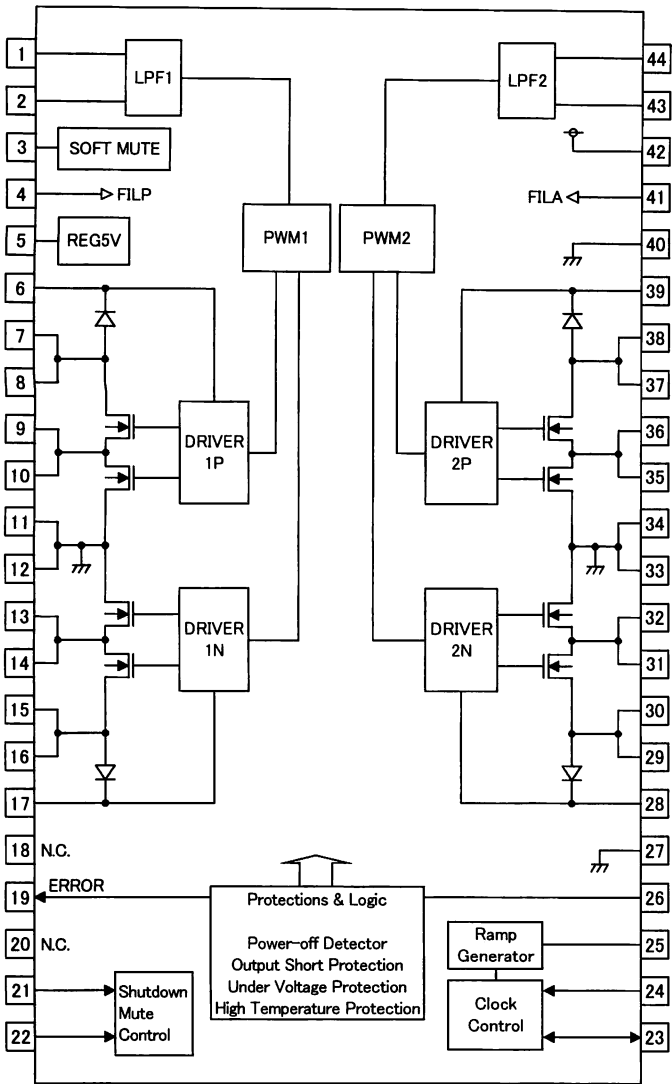 1
LPF1
2
3
SOFT MUTE
4
FILP
5
REG5V
PWM1
6
7
8
9
DRIVER
1P
10
11
12
13
DRIVER
1N
14
15
16
17
18
N.C.
19
ERROR
20
N.C.
21
Shutdown
Mute
Control
22
Protections & Logic
Power-off Detector
Output Short Protection
Under Voltage Protection
High Temperature Protection
44
LPF2
43
42
FILA
41
PWM2
40
39
38
37
36
DRIVER
2P
35
34
33
32
DRIVER
2N
31
30
29
28
27
26
Ramp
Generator
25
24
Clock
Control
23